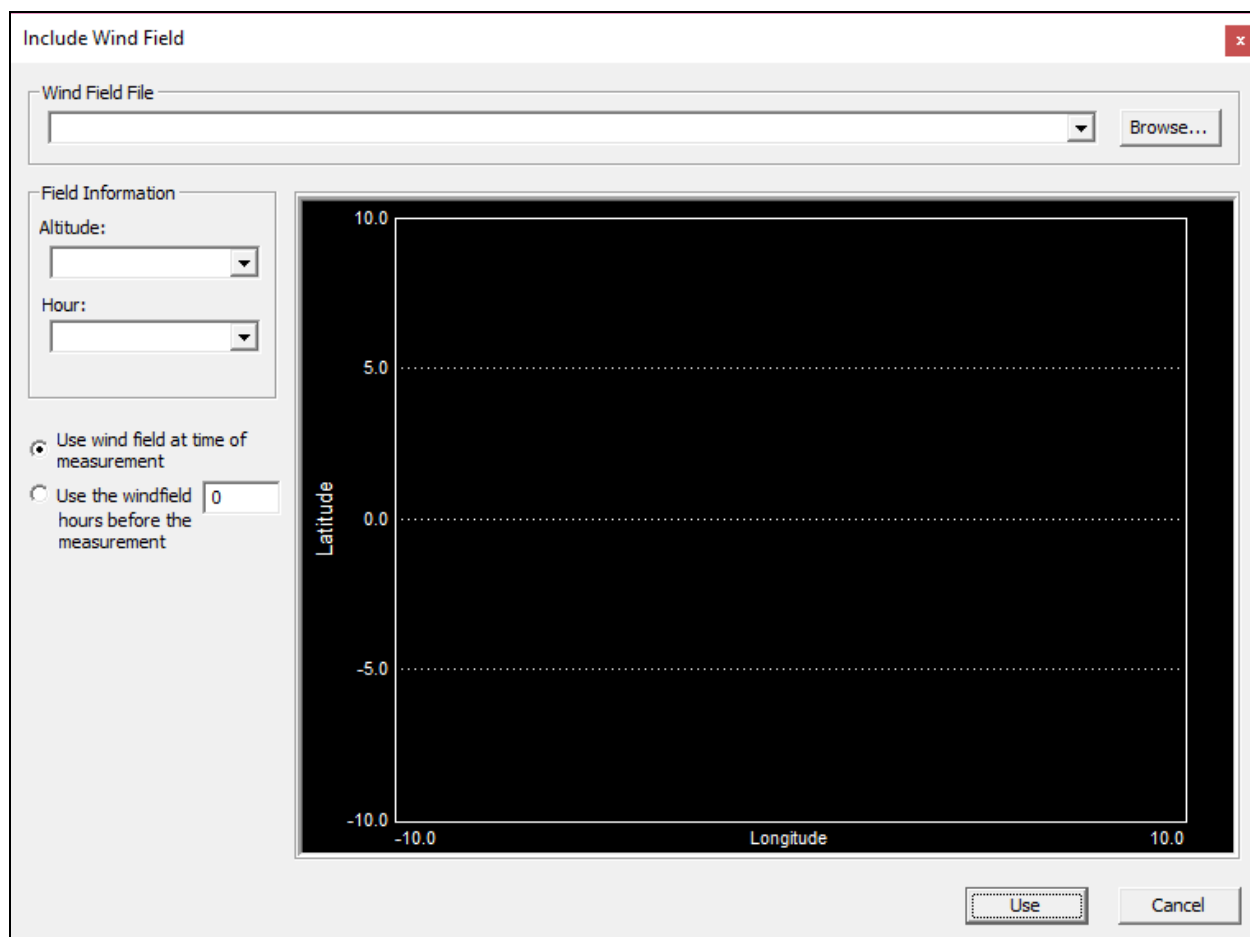 Include Wind Field
x
Wind Field File
Browse...
Field Information
Altitude:
Hour:
Use wind field at time of
measurement
Use the windfield 0
hours before the
measurement
10.0
5.0
0.0
-5.0
-10.0
Latitude
-10.0 Longitude 10.0
Use Cancel